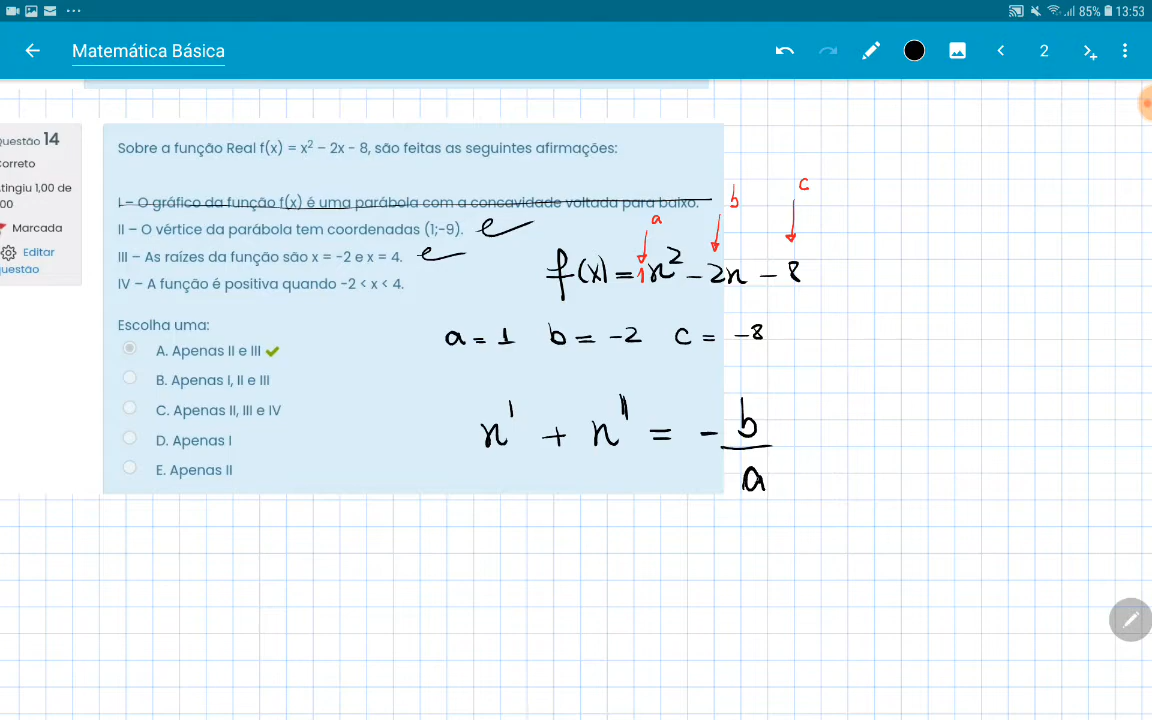 85% 13:53
Matemática Básica
2
Questão 14
Correto
Atingiu 1,00 de
1,00
Marcada
Editar
questão
Sobre a função Real f(x) = x² – 2x - 8, são feitas as seguintes afirmações:
I – O gráfico da função f(x) é uma parábola com a concavidade voltada para baixo.
II – O vértice da parábola tem coordenadas (1;-9).
III – As raízes da função são x = -2 e x = 4.
IV – A função é positiva quando -2 < x < 4.
Escolha uma:
A. Apenas II e III
B. Apenas I, II e III
C. Apenas II, III e IV
D. Apenas I
E. Apenas II
a b c
f(x) = 1x² - 2x - 8
a = 1 b = -2 c = -8
x' + x'' = - b
a